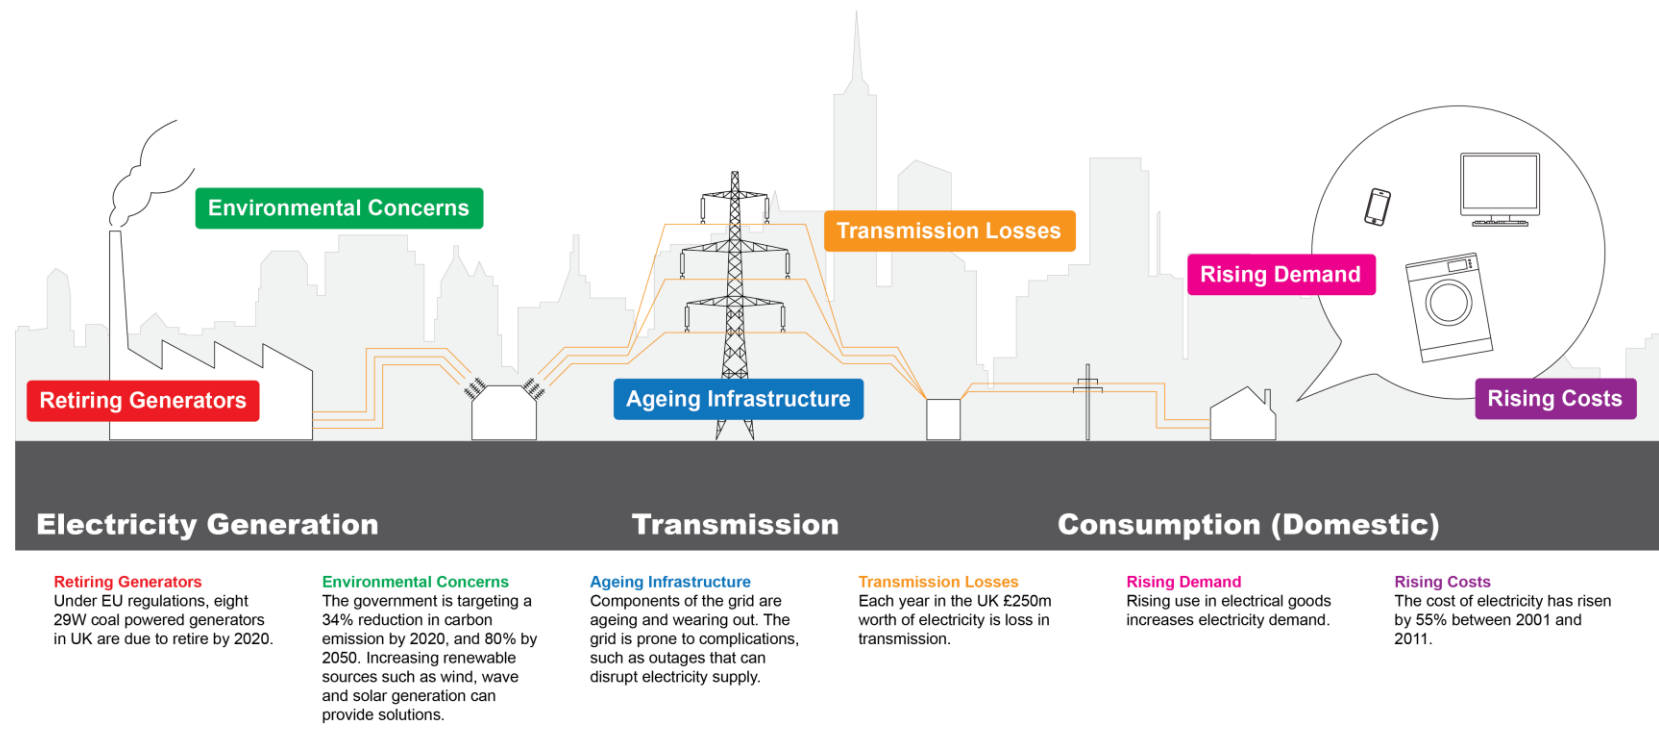 Environmental Concerns
Transmission Losses
Rising Demand
Retiring Generators
Ageing Infrastructure
Rising Costs
Electricity Generation
Transmission
Consumption (Domestic)
Retiring Generators
Under EU regulations, eight
29W coal powered generators
in UK are due to retire by 2020.
Environmental Concerns
The government is targeting a
34% reduction in carbon
emission by 2020, and 80% by
2050. Increasing renewable
sources such as wind, wave
and solar generation can
provide solutions.
Ageing Infrastructure
Components of the grid are
ageing and wearing out. The
grid is prone to complications,
such as outages that can
disrupt electricity supply.
Transmission Losses
Each year in the UK £250m
worth of electricity is loss in
transmission.
Rising Demand
Rising use in electrical goods
increases electricity demand.
Rising Costs
The cost of electricity has risen
by 55% between 2001 and
2011.